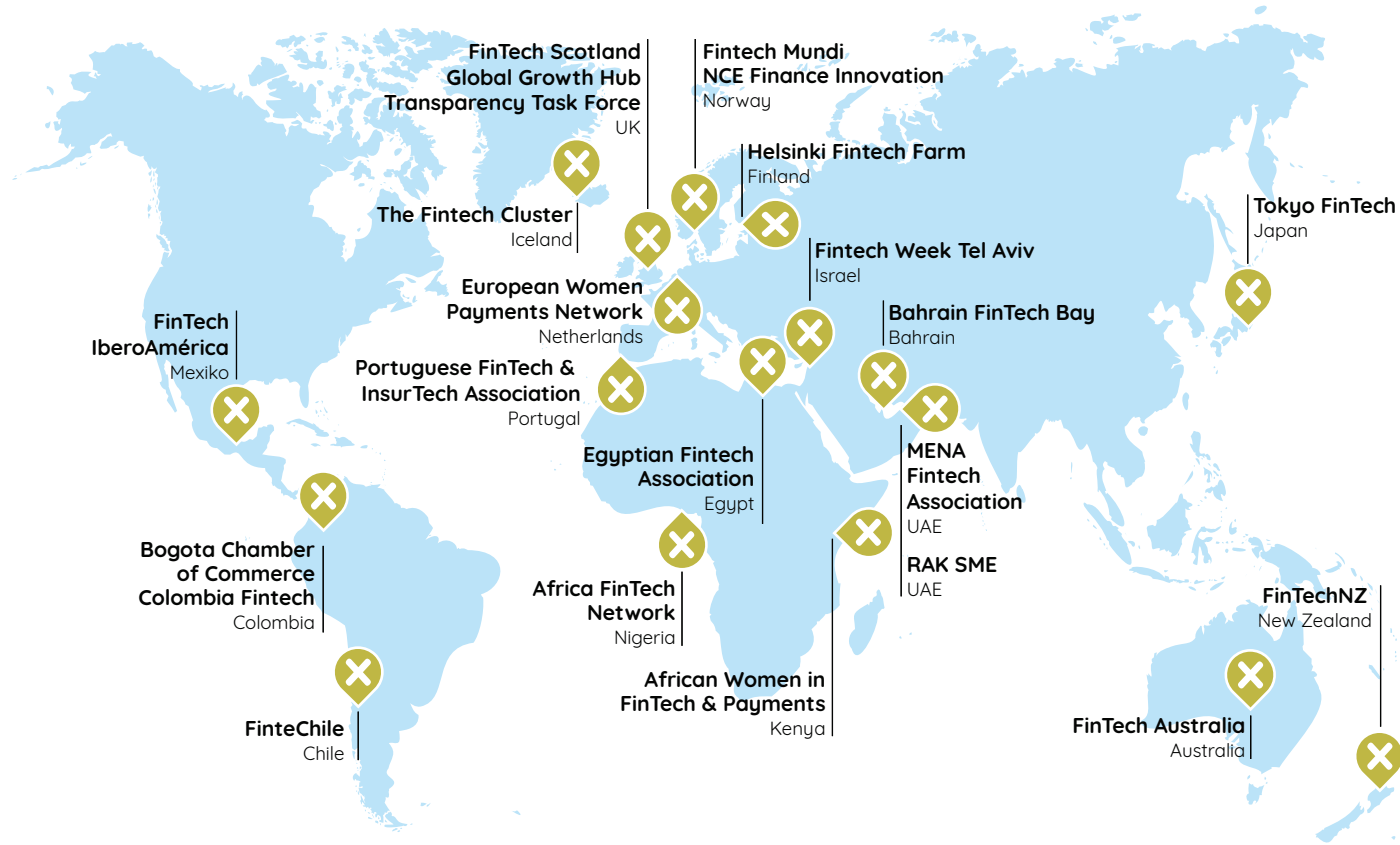 FinTech Scotland
Global Growth Hub
Transparency Task Force
UK
Fintech Mundi
NCE Finance Innovation
Norway
Helsinki Fintech Farm
Finland
The Fintech Cluster
Iceland
Tokyo FinTech
Japan
Fintech Week Tel Aviv
Israel
European Women
Payments Network
Netherlands
Bahrain FinTech Bay
Bahrain
FinTech
IberoAmérica
Mexiko
Portuguese FinTech &
InsurTech Association
Portugal
Egyptian Fintech
Association
Egypt
MENA
Fintech
Association
UAE
RAK SME
UAE
Bogota Chamber
of Commerce
Colombia Fintech
Colombia
Africa FinTech
Network
Nigeria
FinTechNZ
New Zealand
African Women in
FinTech & Payments
Kenya
FinteChile
Chile
FinTech Australia
Australia